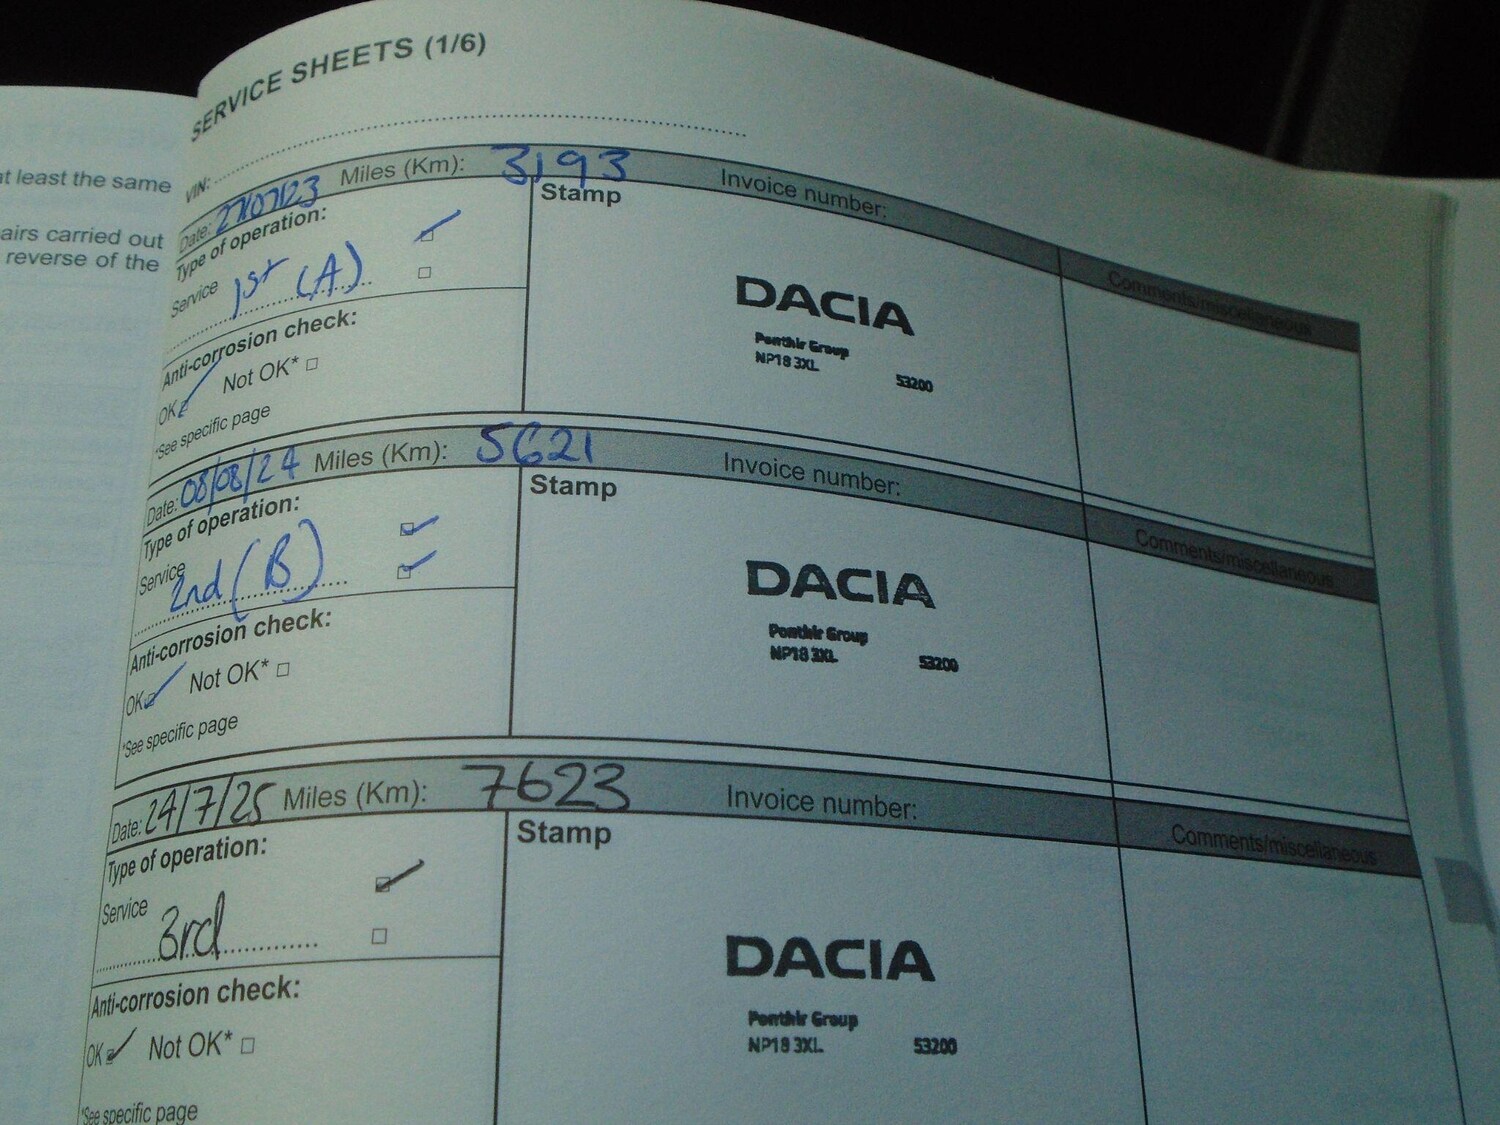 at least the same
airs carried out
reverse of the
SERVICE SHEETS (1/6)
VIN:
Date: 27/07/23 Miles (Km): 3193 Invoice number:
Comments/miscellaneous
Type of operation:
Service 1st (A)
Anti-corrosion check:
OK Not OK*
*See specific page
Stamp
DACIA
Ponthir Group
NP18 3XL 53200
Date: 08/08/24 Miles (Km): 5621 Invoice number:
Comments/miscellaneous
Type of operation:
Service 2nd (B)
Anti-corrosion check:
OK Not OK*
*See specific page
Stamp
DACIA
Ponthir Group
NP18 3XL 53200
Date: 24/7/25 Miles (Km): 7623 Invoice number:
Comments/miscellaneous
Type of operation:
Service 3rd
Anti-corrosion check:
OK Not OK*
*See specific page
Stamp
DACIA
Ponthir Group
NP18 3XL 53200